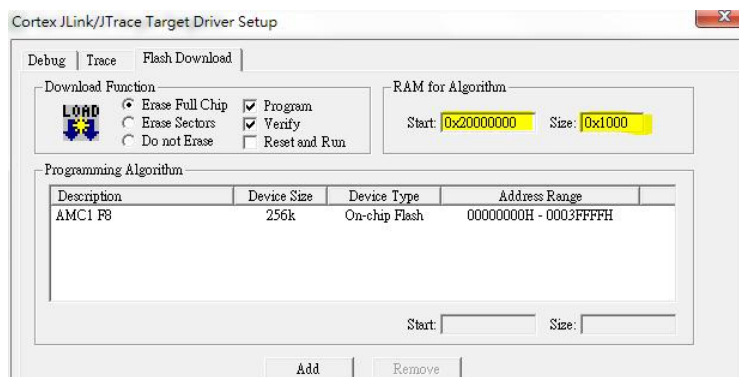 Cortex JLink/JTrace Target Driver Setup
Debug | Trace Flash Download
Download Function
LOAD
Erase Full Chip
Erase Sectors
Do not Erase
Program
Verify
Reset and Run
RAM for Algorithm
Start: 0x20000000 Size: 0x1000
Programming Algorithm
Description Device Size Device Type Address Range
AMC1 F8 256k On-chip Flash 00000000H - 0003FFFFH
Start: Size:
Add Remove